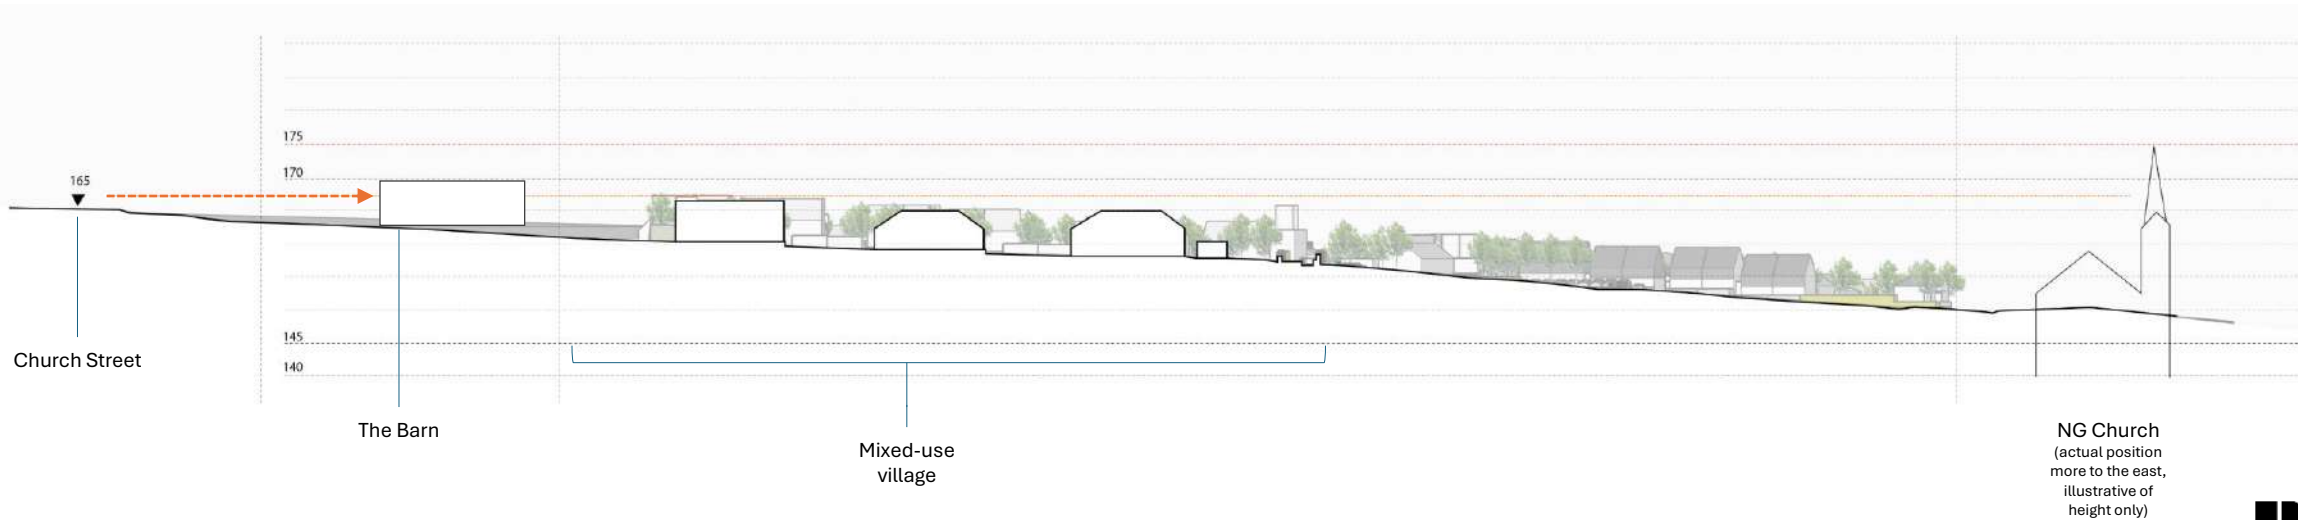 175
170
165
145
140
Church Street
The Barn
Mixed-use
village
NG Church
(actual position
more to the east,
illustrative of
height only)